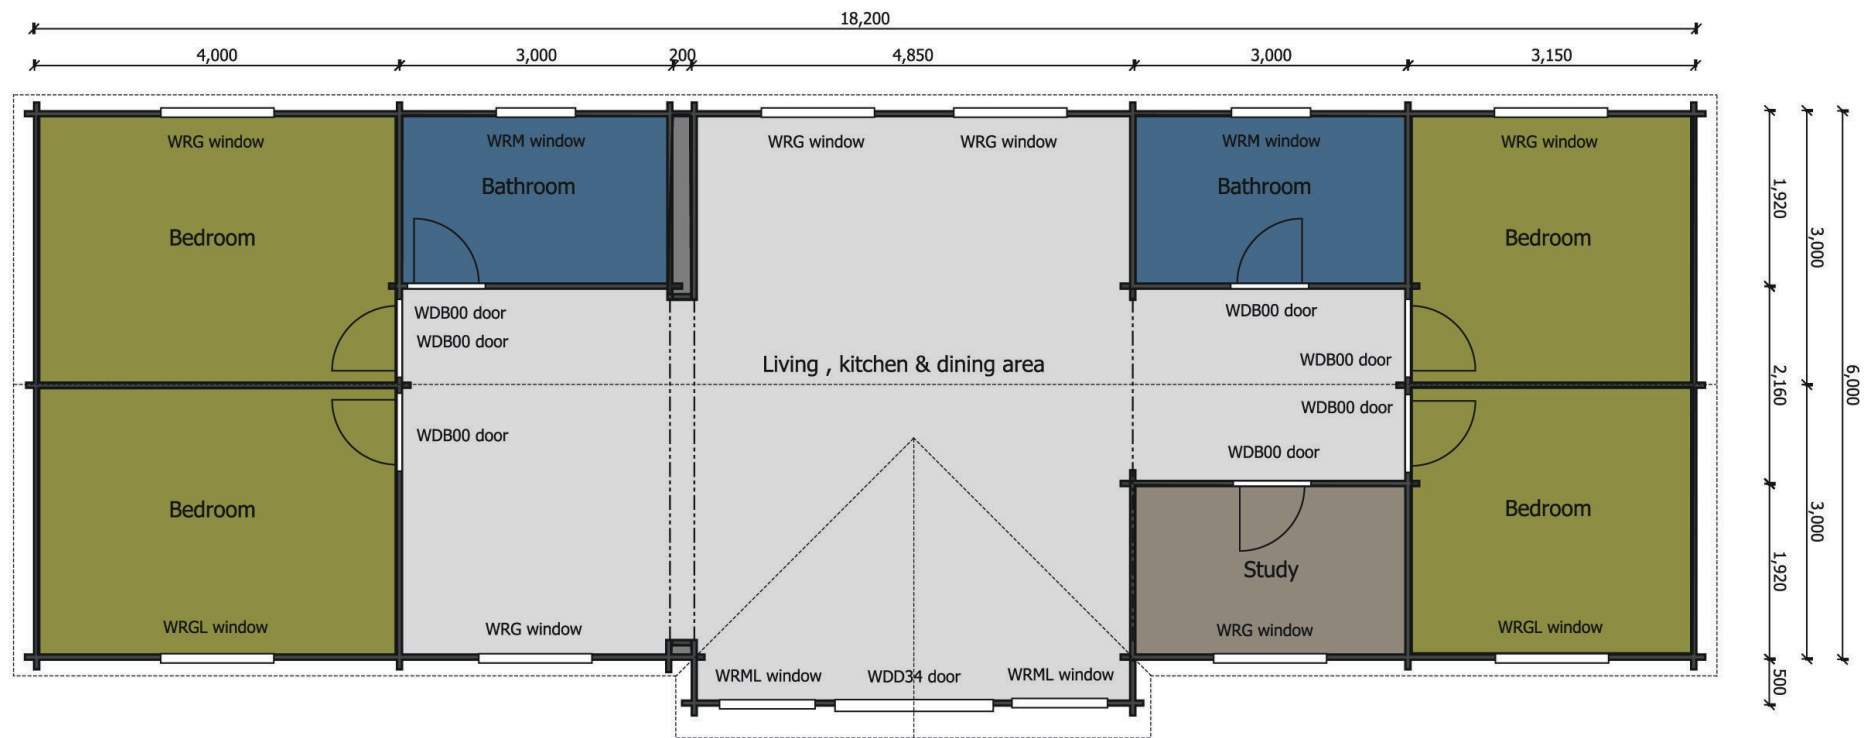 18,200
4,000
3,000
200
4,850
3,000
3,150
WRG window
WRM window
WRG window
WRG window
WRM window
WRG window
Bathroom
Bathroom
Bedroom
Bedroom
1,920
3,000
WDB00 door
WDB00 door
WDB00 door
WDB00 door
Living , kitchen & dining area
2,160
6,000
WDB00 door
WDB00 door
WDB00 door
Bedroom
Bedroom
3,000
Study
1,920
WRGL window
WRG window
WRG window
WRGL window
WRML window
WDD34 door
WRML window
500